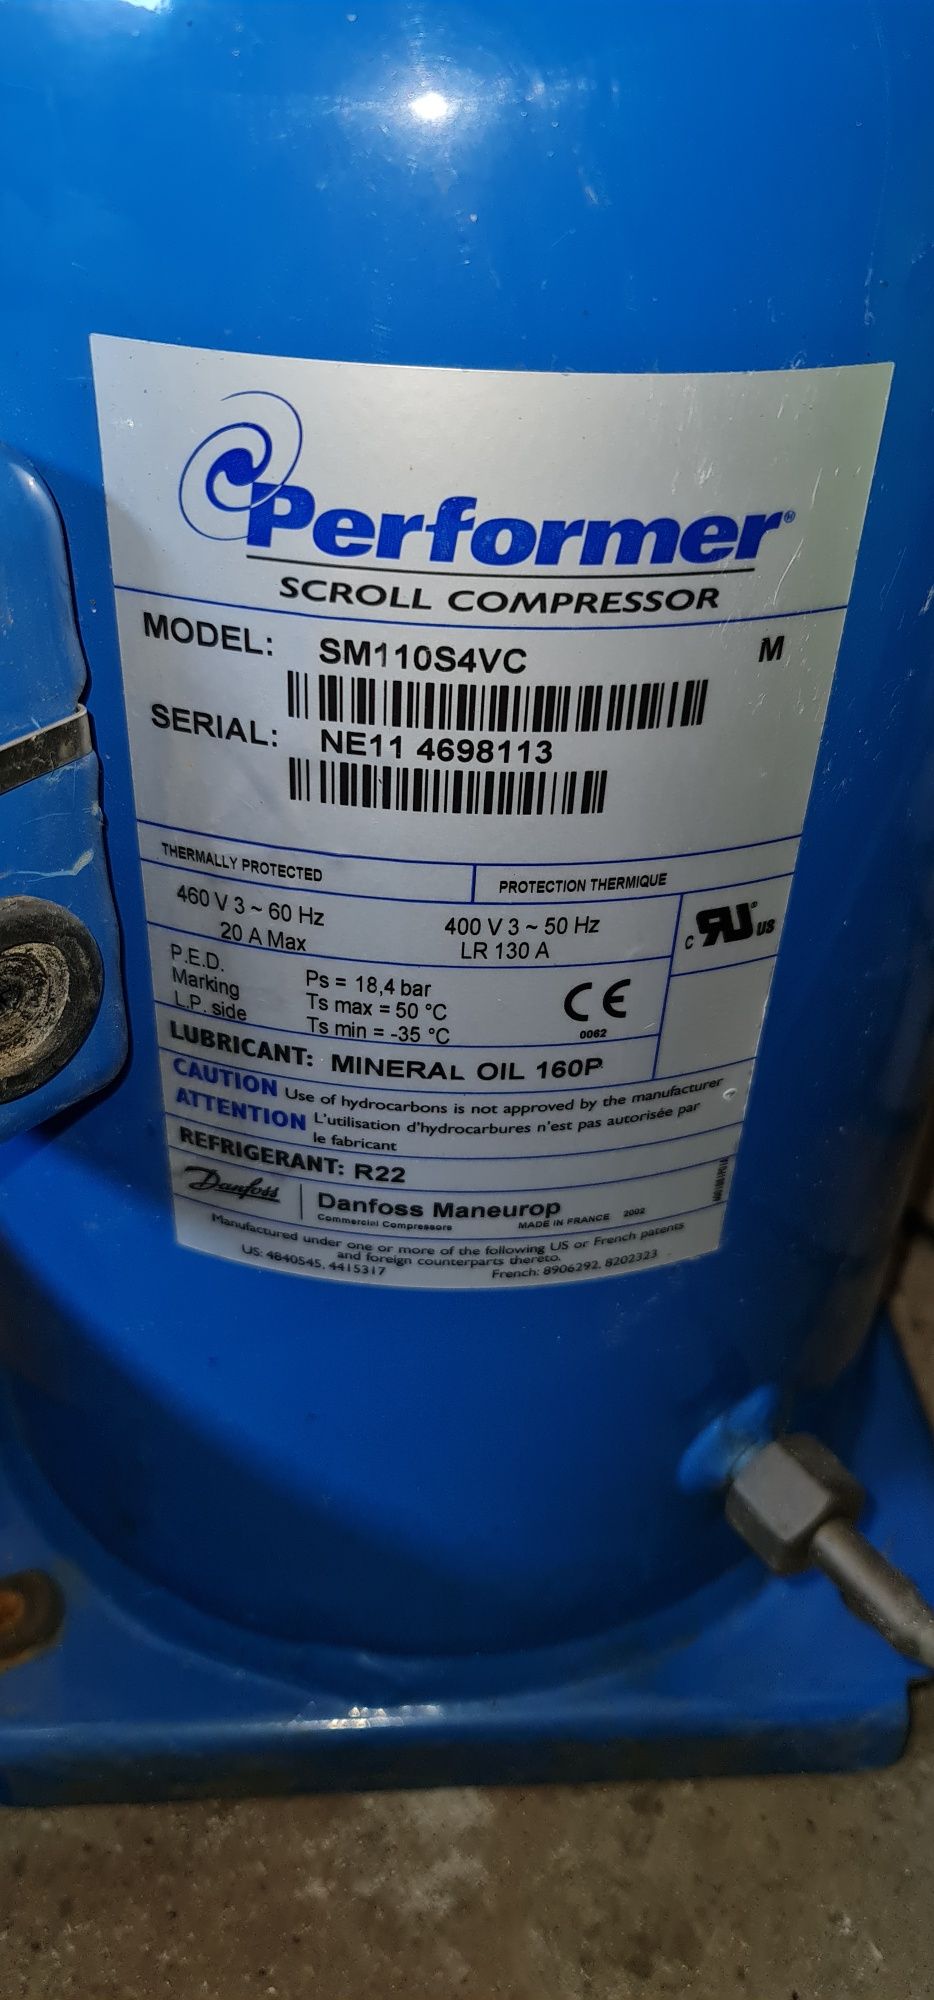 Performer®
SCROLL COMPRESSOR
MODEL: SM110S4VC M
SERIAL: NE11 4698113
THERMALLY PROTECTED PROTECTION THERMIQUE
460 V 3 ~ 60 Hz 400 V 3 ~ 50 Hz
20 A Max LR 130 A
c RU US
P.E.D. Ps = 18,4 bar
Marking Ts max = 50 °C
L.P. side Ts min = -35 °C
CE
0062
LUBRICANT: MINERAL OIL 160P
CAUTION Use of hydrocarbons is not approved by the manufacturer
ATTENTION L'utilisation d'hydrocarbures n'est pas autorisée par
le fabricant
REFRIGERANT: R22
Danfoss Danfoss Maneurop
Commercial Compressors MADE IN FRANCE 2002
Manufactured under one or more of the following US or French patents
and foreign counterparts thereto.
US: 4840545, 4415317 French: 8906292, 8202323